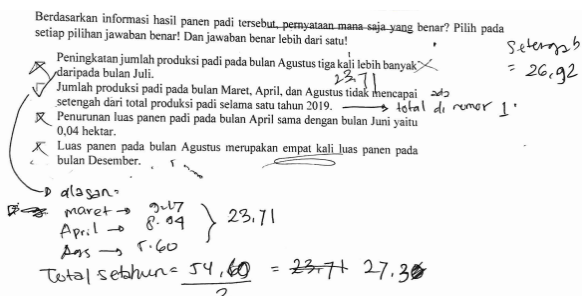 Berdasarkan informasi hasil panen padi tersebut, pernyataan mana saja yang benar? Pilih pada
setiap pilihan jawaban benar! Dan jawaban benar lebih dari satu!
Setengah
= 26,92
Peningkatan jumlah produksi padi pada bulan Agustus tiga kali lebih banyak
daripada bulan Juli.
23.71
Jumlah produksi padi pada bulan Maret, April, dan Agustus tidak mencapai
setengah dari total produksi padi selama satu tahun 2019.
total di nomor 1.
Penurunan luas panen padi pada bulan April sama dengan bulan Juni yaitu
0,04 hektar.
Luas panen pada bulan Agustus merupakan empat kali luas panen pada
bulan Desember.
alasan:
maret → 9.17
April → 8.94
Ags → 5.60
} 23.71
Total setahun = 54,60 = 23.71 27.30
2